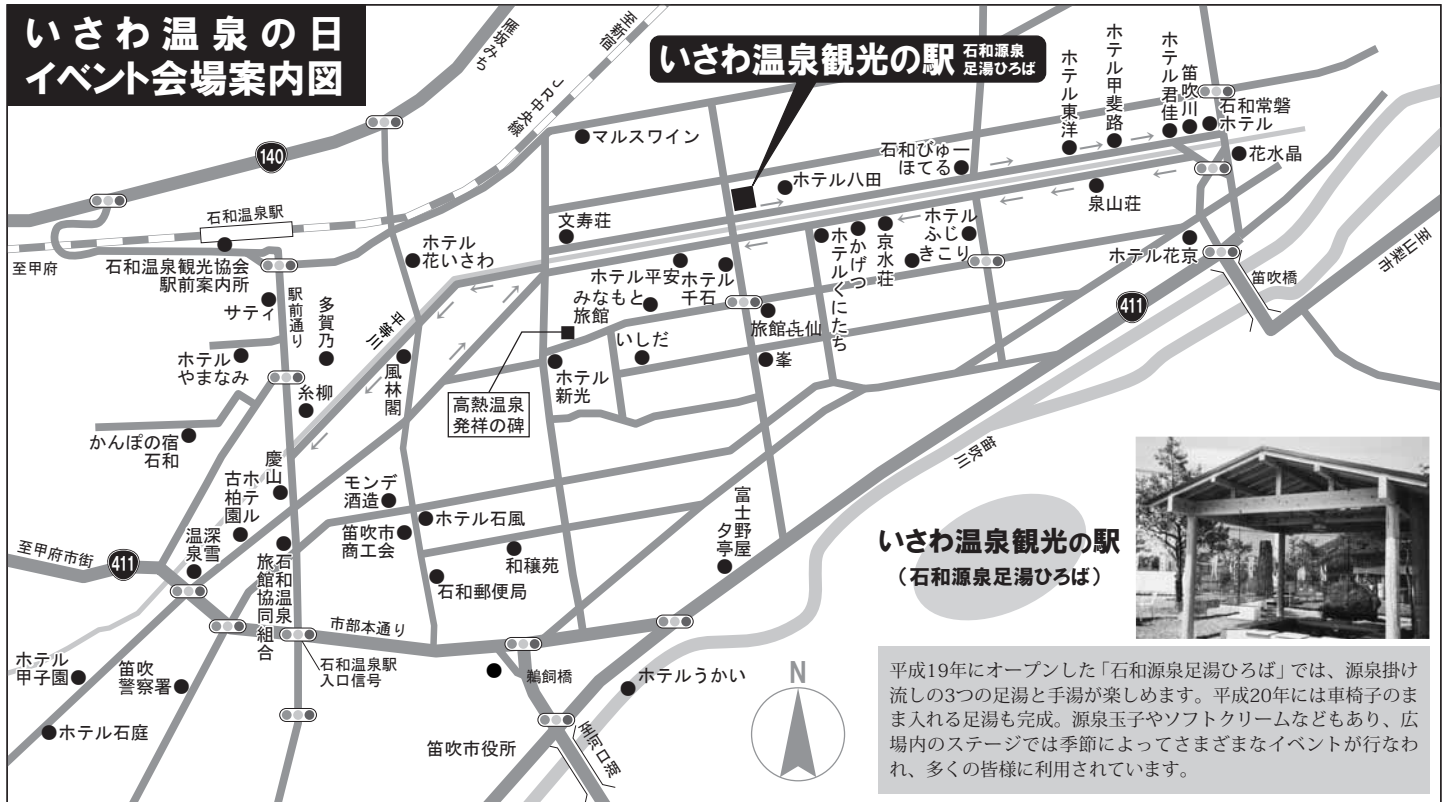 いさわ温泉の日
イベント会場案内図
いさわ温泉観光の駅
石和源泉
足湯ひろば
雁坂みち
至新宿
JR中央線
140
マルスワイン
石和びゅー
ほてる
ホテル東洋
ホテル甲斐路
ホテル君佳
笛吹川
石和常磐
ホテル
花水晶
ホテル八田
泉山荘
石和温泉駅
至甲府
石和温泉観光協会
駅前案内所
文寿荘
ホテル
花いさわ
ホテル平安
ホテル
千石
ホテルくにたち
かげつ
京水荘
ホテル
ふじ
きこり
ホテル花京
笛吹橋
至山梨市
411
サティ
駅前通り
多賀乃
平等川
みなもと
旅館
旅館㐂仙
いしだ
峯
ホテル
やまなみ
糸柳
風林閣
ホテル
新光
高熱温泉
発祥の碑
かんぽの宿
石和
慶山
ホテル
古柏園
深雪
温泉
モンデ
酒造
ホテル石風
笛吹市
商工会
和穣苑
富士野屋
夕亭
笛吹川
至甲府市街
411
石和温泉
旅館協同組合
石和郵便局
市部本通り
石和温泉駅
入口信号
ホテル
甲子園
笛吹
警察署
ホテル石庭
鵜飼橋
ホテルうかい
笛吹市役所
至河口湖
N
いさわ温泉観光の駅
（石和源泉足湯ひろば）
平成19年にオープンした「石和源泉足湯ひろば」では、源泉掛け
流しの3つの足湯と手湯が楽しめます。平成20年には車椅子のま
ま入れる足湯も完成。源泉玉子やソフトクリームなどもあり、広
場内のステージでは季節によってさまざまなイベントが行なわ
れ、多くの皆様に利用されています。